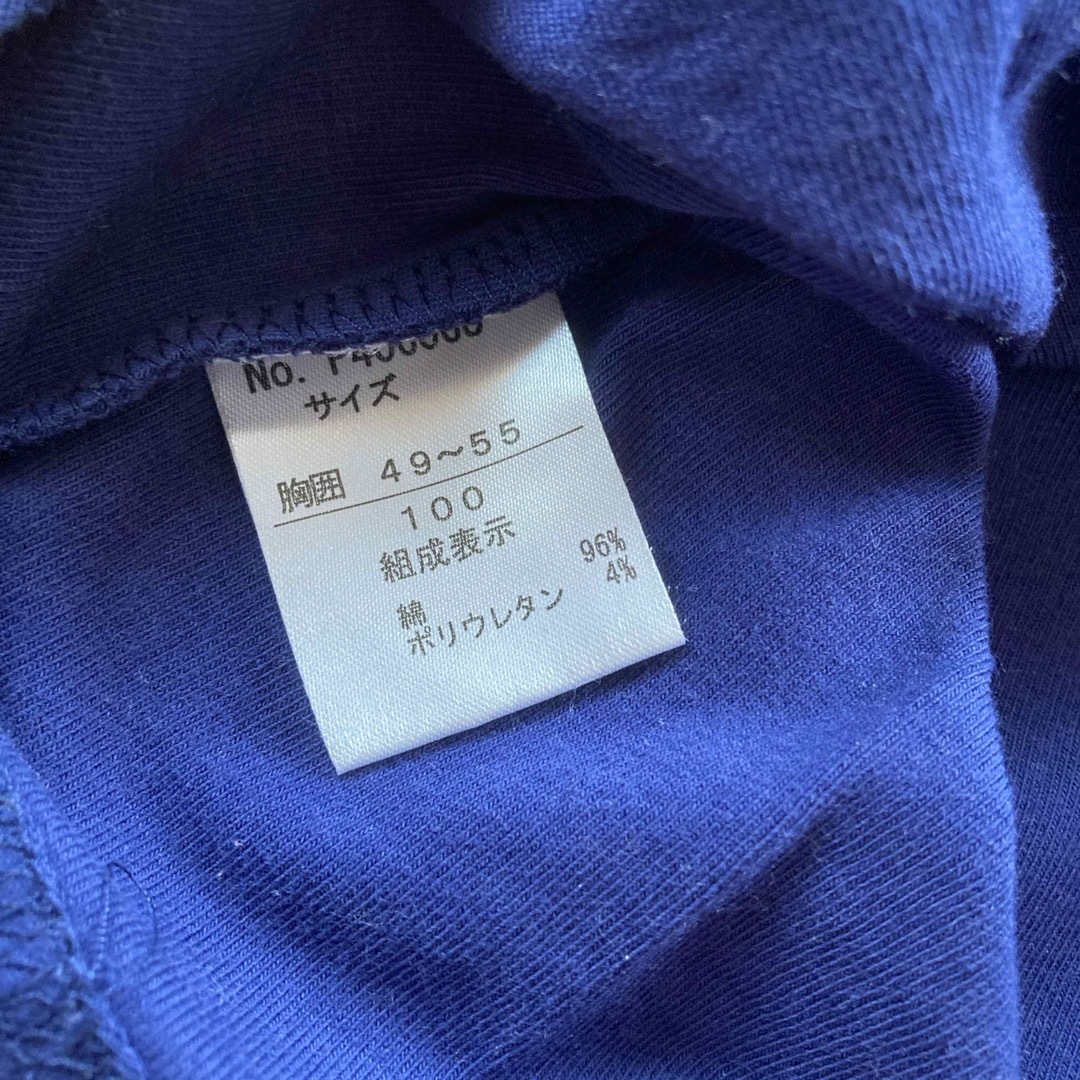 No.
サイズ
胸囲 49～55
100
組成表示
綿 96%
ポリウレタン 4%